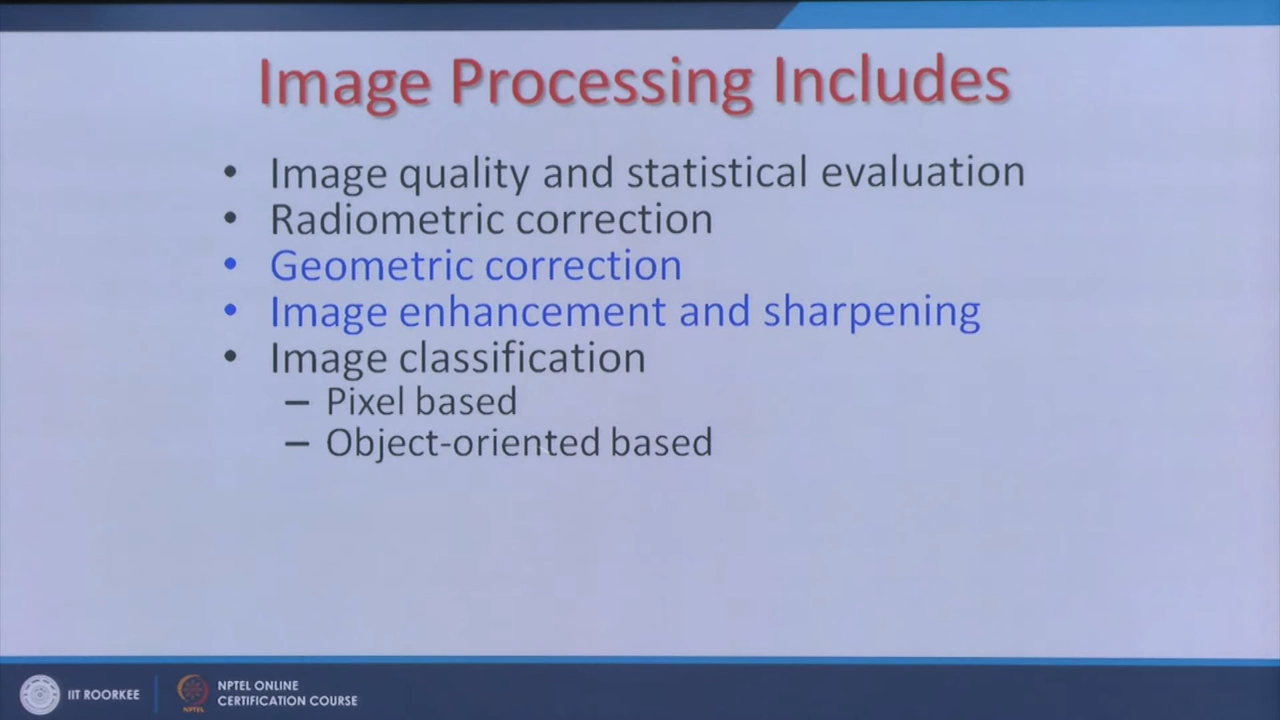 Image Processing Includes
• Image quality and statistical evaluation
• Radiometric correction
• Geometric correction
• Image enhancement and sharpening
• Image classification
– Pixel based
– Object-oriented based
IIT ROORKEE
NPTEL ONLINE
CERTIFICATION COURSE
NPTEL